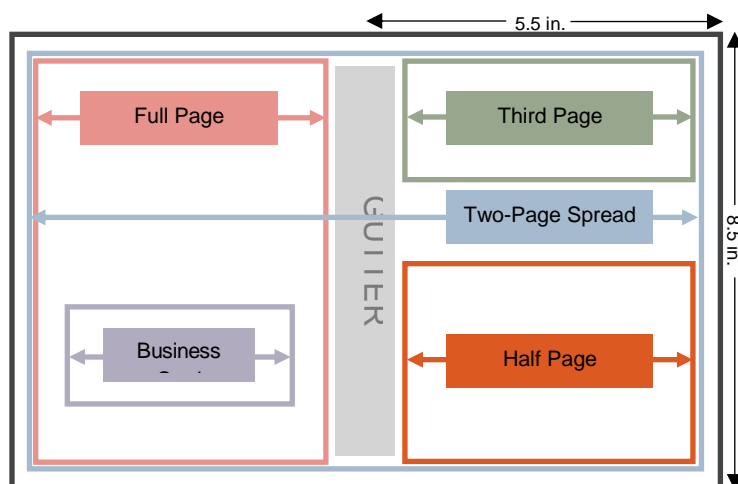 5.5 in.
Full Page
Third Page
GUTTER
Two-Page Spread
8.5 in.
Business
Half Page